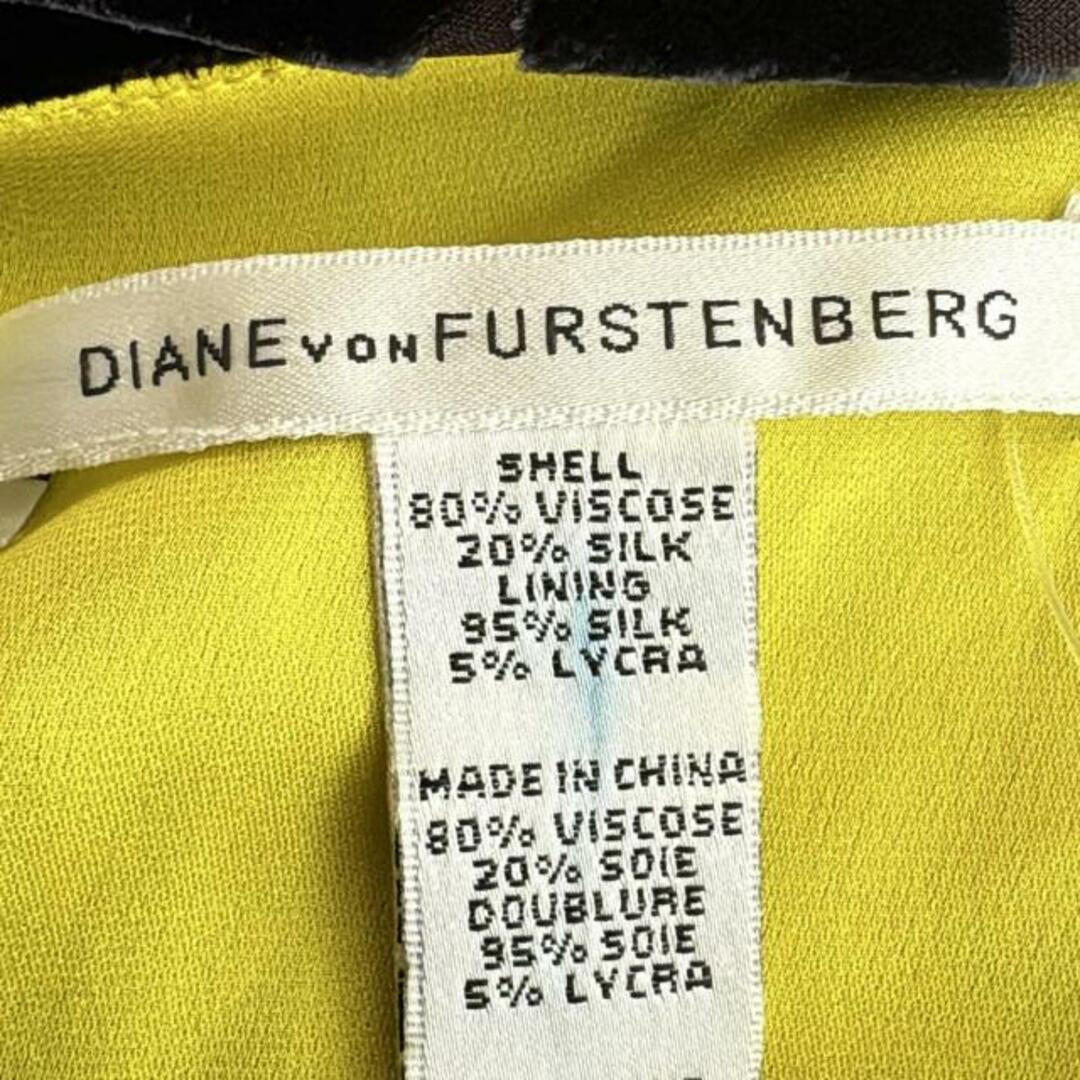 DIANE VON FURSTENBERG
SHELL
80% VISCOSE
20% SILK
LINING
95% SILK
5% LYCRA
MADE IN CHINA
80% VISCOSE
20% SOIE
DOUBLURE
95% SOIE
5% LYCRA